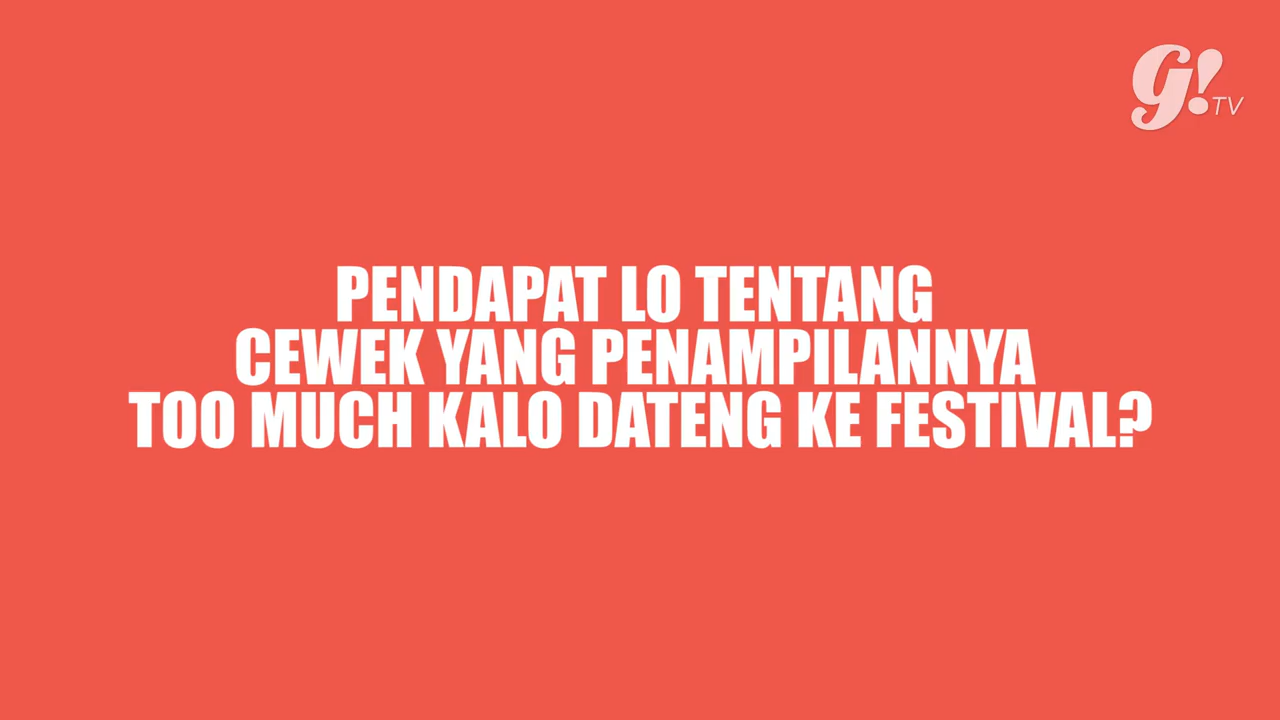 G! TV
PENDAPAT LO TENTANG
CEWEK YANG PENAMPILANNYA
TOO MUCH KALO DATENG KE FESTIVAL?